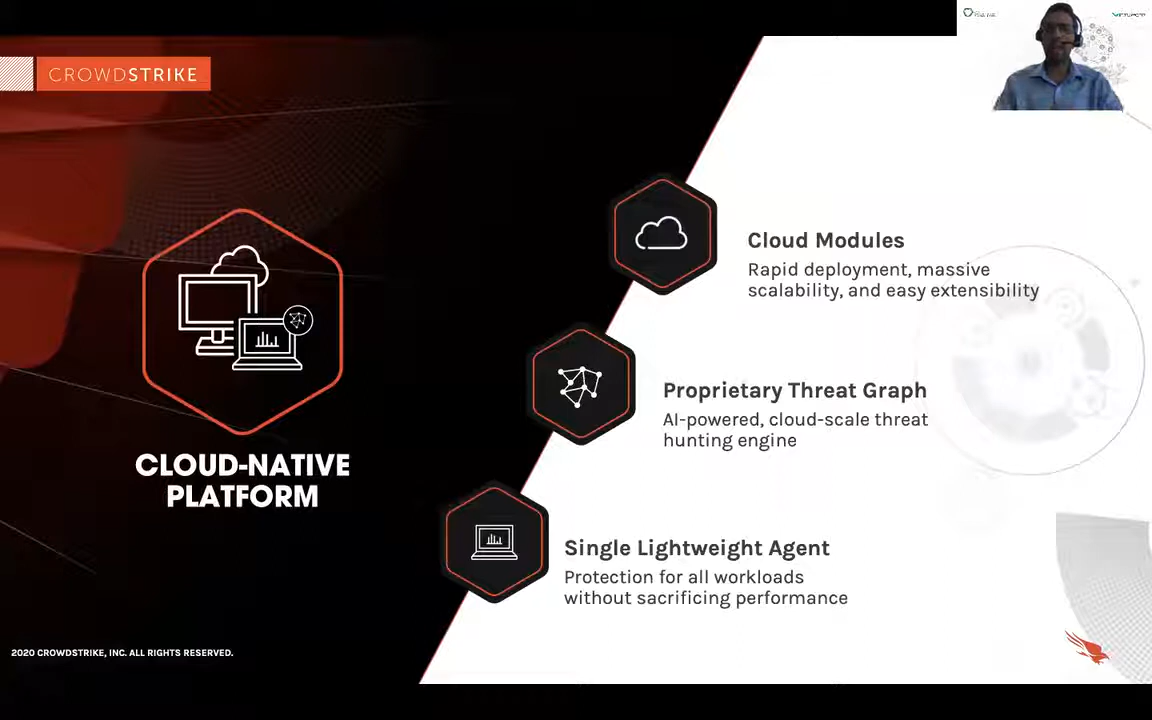 CROWDSTRIKE
CLOUD-NATIVE
PLATFORM
Cloud Modules
Rapid deployment, massive
scalability, and easy extensibility
Proprietary Threat Graph
AI-powered, cloud-scale threat
hunting engine
Single Lightweight Agent
Protection for all workloads
without sacrificing performance
2020 CROWDSTRIKE, INC. ALL RIGHTS RESERVED.